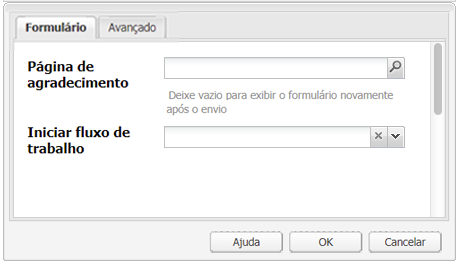 Formulário
Avançado
Página de
agradecimento
Deixe vazio para exibir o formulário novamente
após o envio
Iniciar fluxo de
trabalho
Ajuda
OK
Cancelar